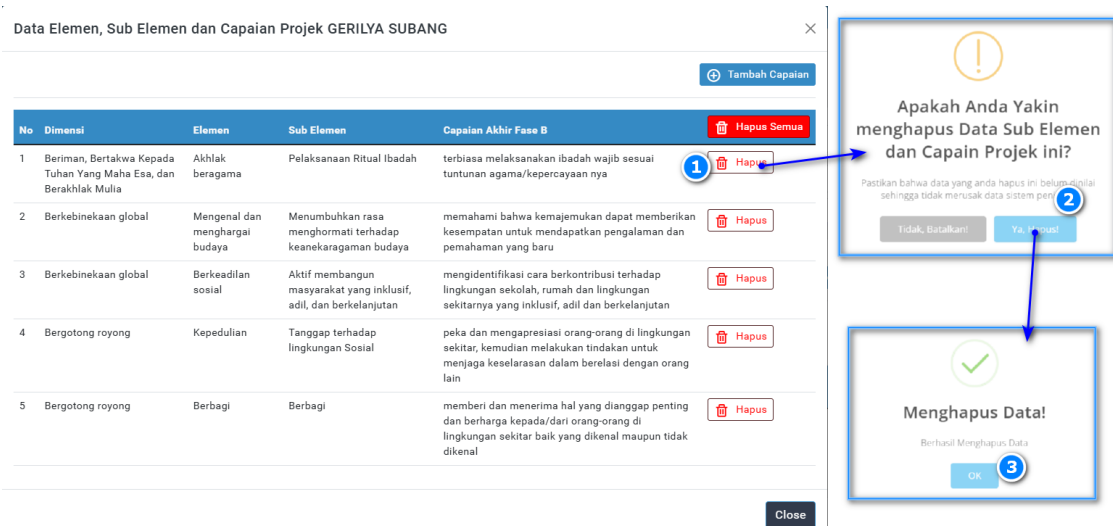 Data Elemen, Sub Elemen dan Capaian Projek GERILYA SUBANG
Tambah Capaian
No Dimensi Elemen Sub Elemen Capaian Akhir Fase B Hapus Semua
1 Beriman, Bertakwa Kepada Akhlak Pelaksanaan Ritual Ibadah terbiasa melaksanakan ibadah wajib sesuai 1 Hapus
Tuhan Yang Maha Esa, dan beragama tuntunan agama/kepercayaan nya
Berakhlak Mulia
2 Berkebinekaan global Mengenal dan Menumbuhkan rasa memahami bahwa kemajemukan dapat memberikan Hapus
menghargai menghormati terhadap kesempatan untuk mendapatkan pengalaman dan
budaya keanekaragaman budaya pemahaman yang baru
3 Berkebinekaan global Berkeadilan Aktif membangun mengidentifikasi cara berkontribusi terhadap Hapus
sosial masyarakat yang inklusif, lingkungan sekolah, rumah dan lingkungan
adil, dan berkelanjutan sekitarnya yang inklusif, adil dan berkelanjutan
4 Bergotong royong Kepedulian Tanggap terhadap peka dan mengapresiasi orang-orang di lingkungan Hapus
lingkungan Sosial sekitar, kemudian melakukan tindakan untuk
menjaga keselarasan dalam berelasi dengan orang
lain
5 Bergotong royong Berbagi Berbagi memberi dan menerima hal yang dianggap penting Hapus
dan berharga kepada/dari orang-orang di
lingkungan sekitar baik yang dikenal maupun tidak
dikenal
Close
Apakah Anda Yakin
menghapus Data Sub Elemen
dan Capain Projek ini?
Pastikan bahwa data yang anda hapus ini belum dinilai
sehingga tidak merusak data sistem
2
Tidak, Batalkan! Ya, Hapus!
Menghapus Data!
Berhasil Menghapus Data
OK 3